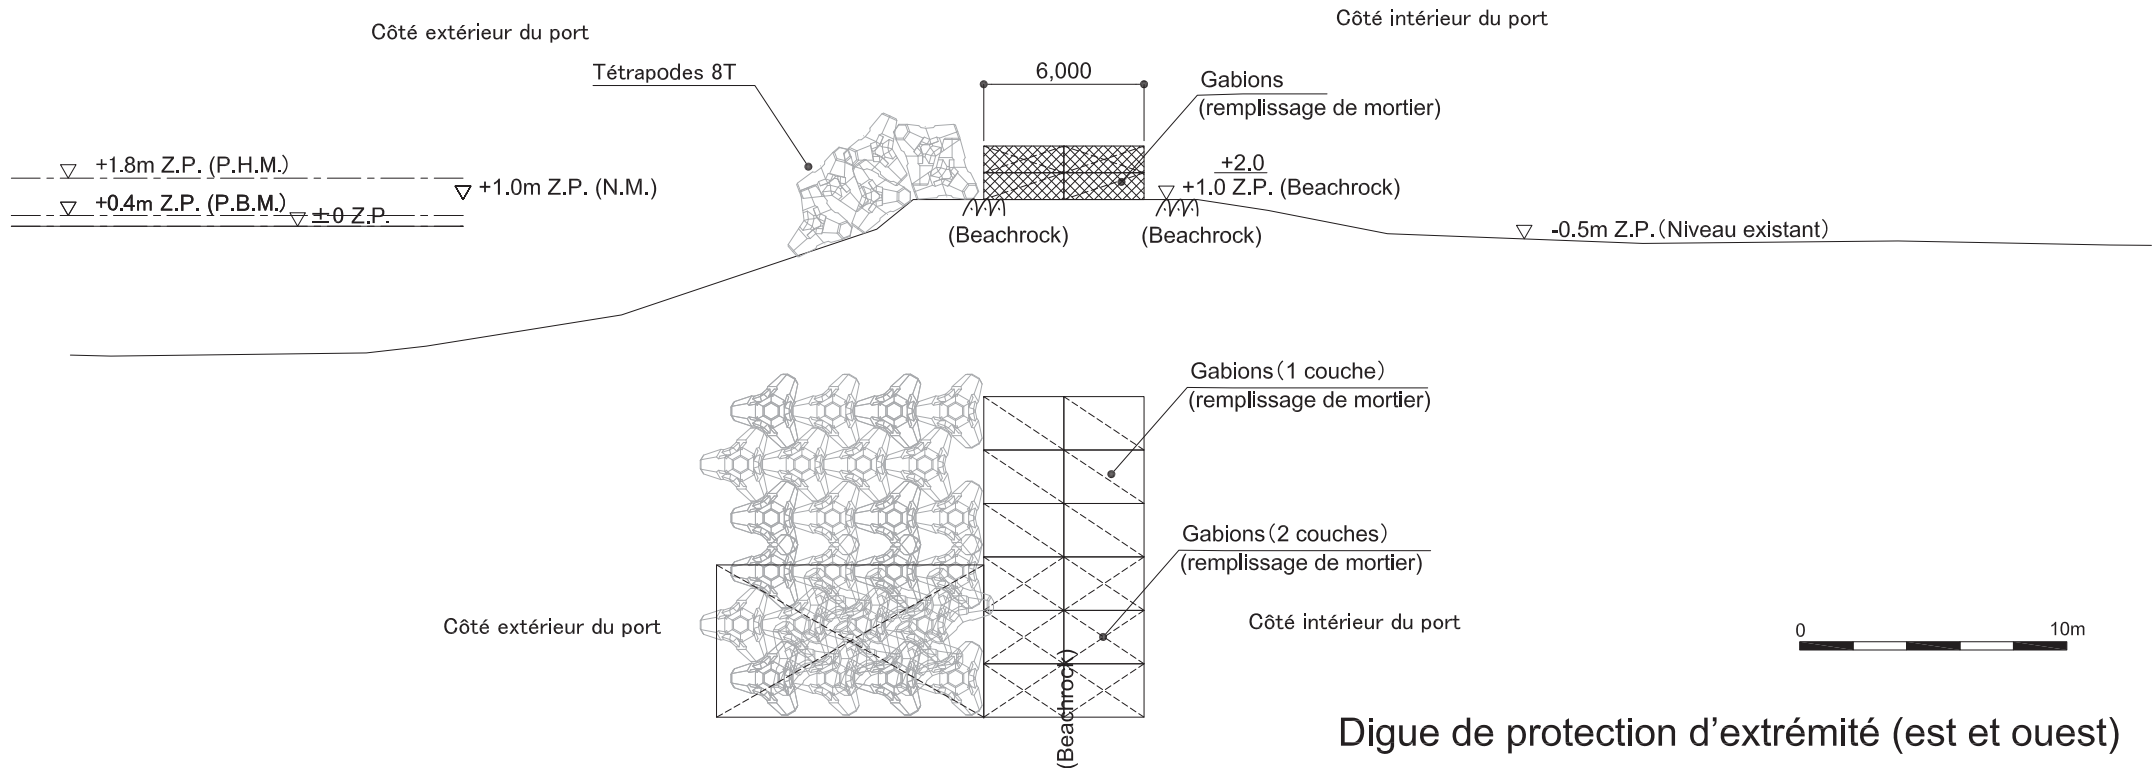 Côté extérieur du port
Côté intérieur du port
Tétrapodes 8T
6,000
Gabions
(remplissage de mortier)
+1.8m Z.P. (P.H.M.)
+1.0m Z.P. (N.M.)
+0.4m Z.P. (P.B.M.)
±0 Z.P.
+2.0
+1.0 Z.P. (Beachrock)
(Beachrock)
(Beachrock)
-0.5m Z.P.(Niveau existant)
Gabions(1 couche)
(remplissage de mortier)
Gabions(2 couches)
(remplissage de mortier)
Côté extérieur du port
Côté intérieur du port
(Beachrock)
0
10m
Digue de protection d’extrémité (est et ouest)